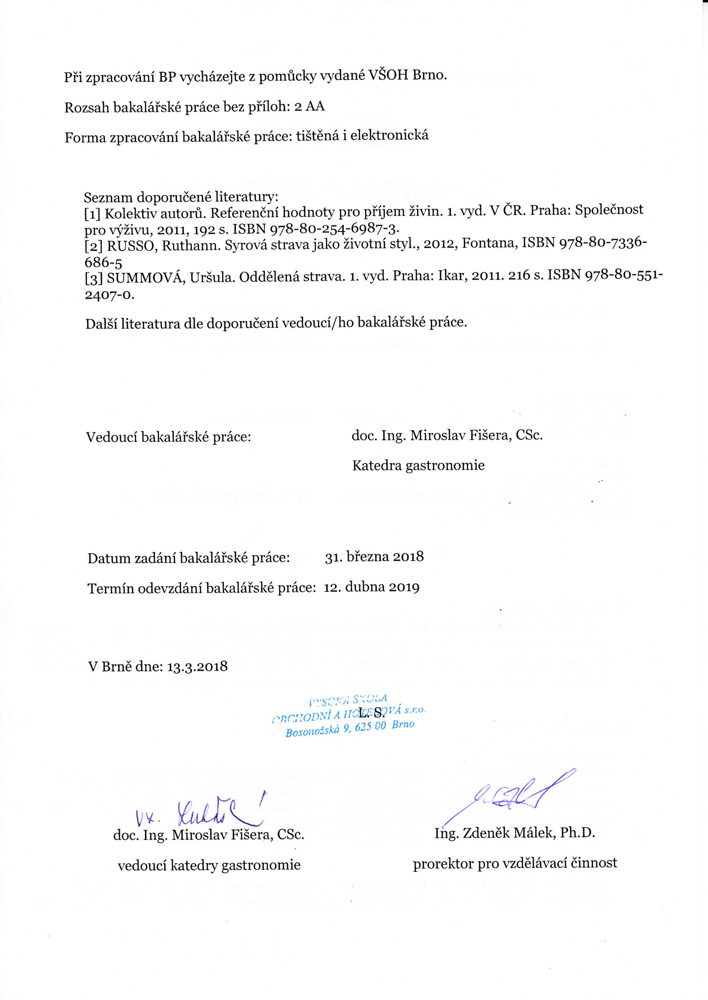 Při zpracování BP vycházejte z pomůcky vydané VŠOH Brno.
Rozsah bakalářské práce bez příloh: 2 AA
Forma zpracování bakalářské práce: tištěná i elektronická
Seznam doporučené literatury:
[1] Kolektiv autorů. Referenční hodnoty pro příjem živin. 1. vyd. V ČR. Praha: Společnost
pro výživu, 2011, 192 s. ISBN 978-80-254-6987-3.
[2] RUSSO, Ruthann. Syrová strava jako životní styl., 2012, Fontana, ISBN 978-80-7336-
686-5
[3] SUMMOVÁ, Uršula. Oddělená strava. 1. vyd. Praha: Ikar, 2011. 216 s. ISBN 978-80-551-
2407-0.
Další literatura dle doporučení vedoucí/ho bakalářské práce.
Vedoucí bakalářské práce: doc. Ing. Miroslav Fišera, CSc.
Katedra gastronomie
Datum zadání bakalářské práce: 31. března 2018
Termín odevzdání bakalářské práce: 12. dubna 2019
V Brně dne: 13.3.2018
VYSOKÁ ŠKOLA
OBCHODNÍ A HOTELOVÁ s.r.o.
L. S.
Bosonožská 9, 625 00 Brno
doc. Ing. Miroslav Fišera, CSc. Ing. Zdeněk Málek, Ph.D.
vedoucí katedry gastronomie prorektor pro vzdělávací činnost